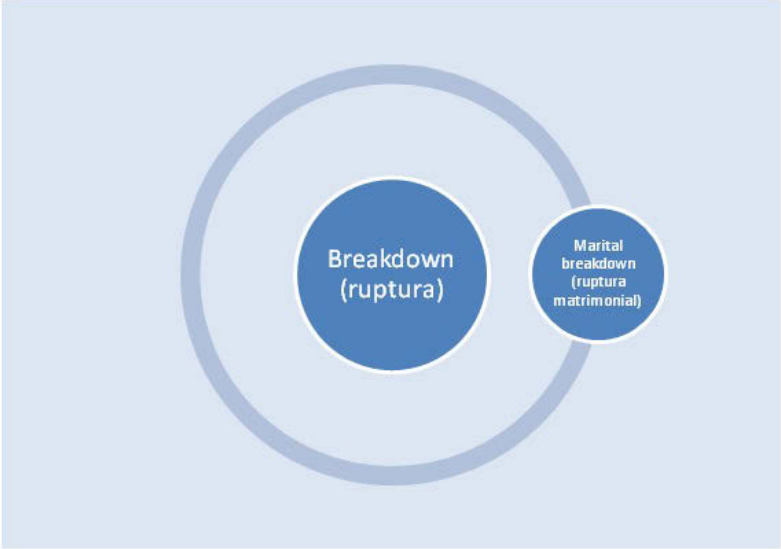 Breakdown
(ruptura)
Marital
breakdown
(ruptura
matrimonial)